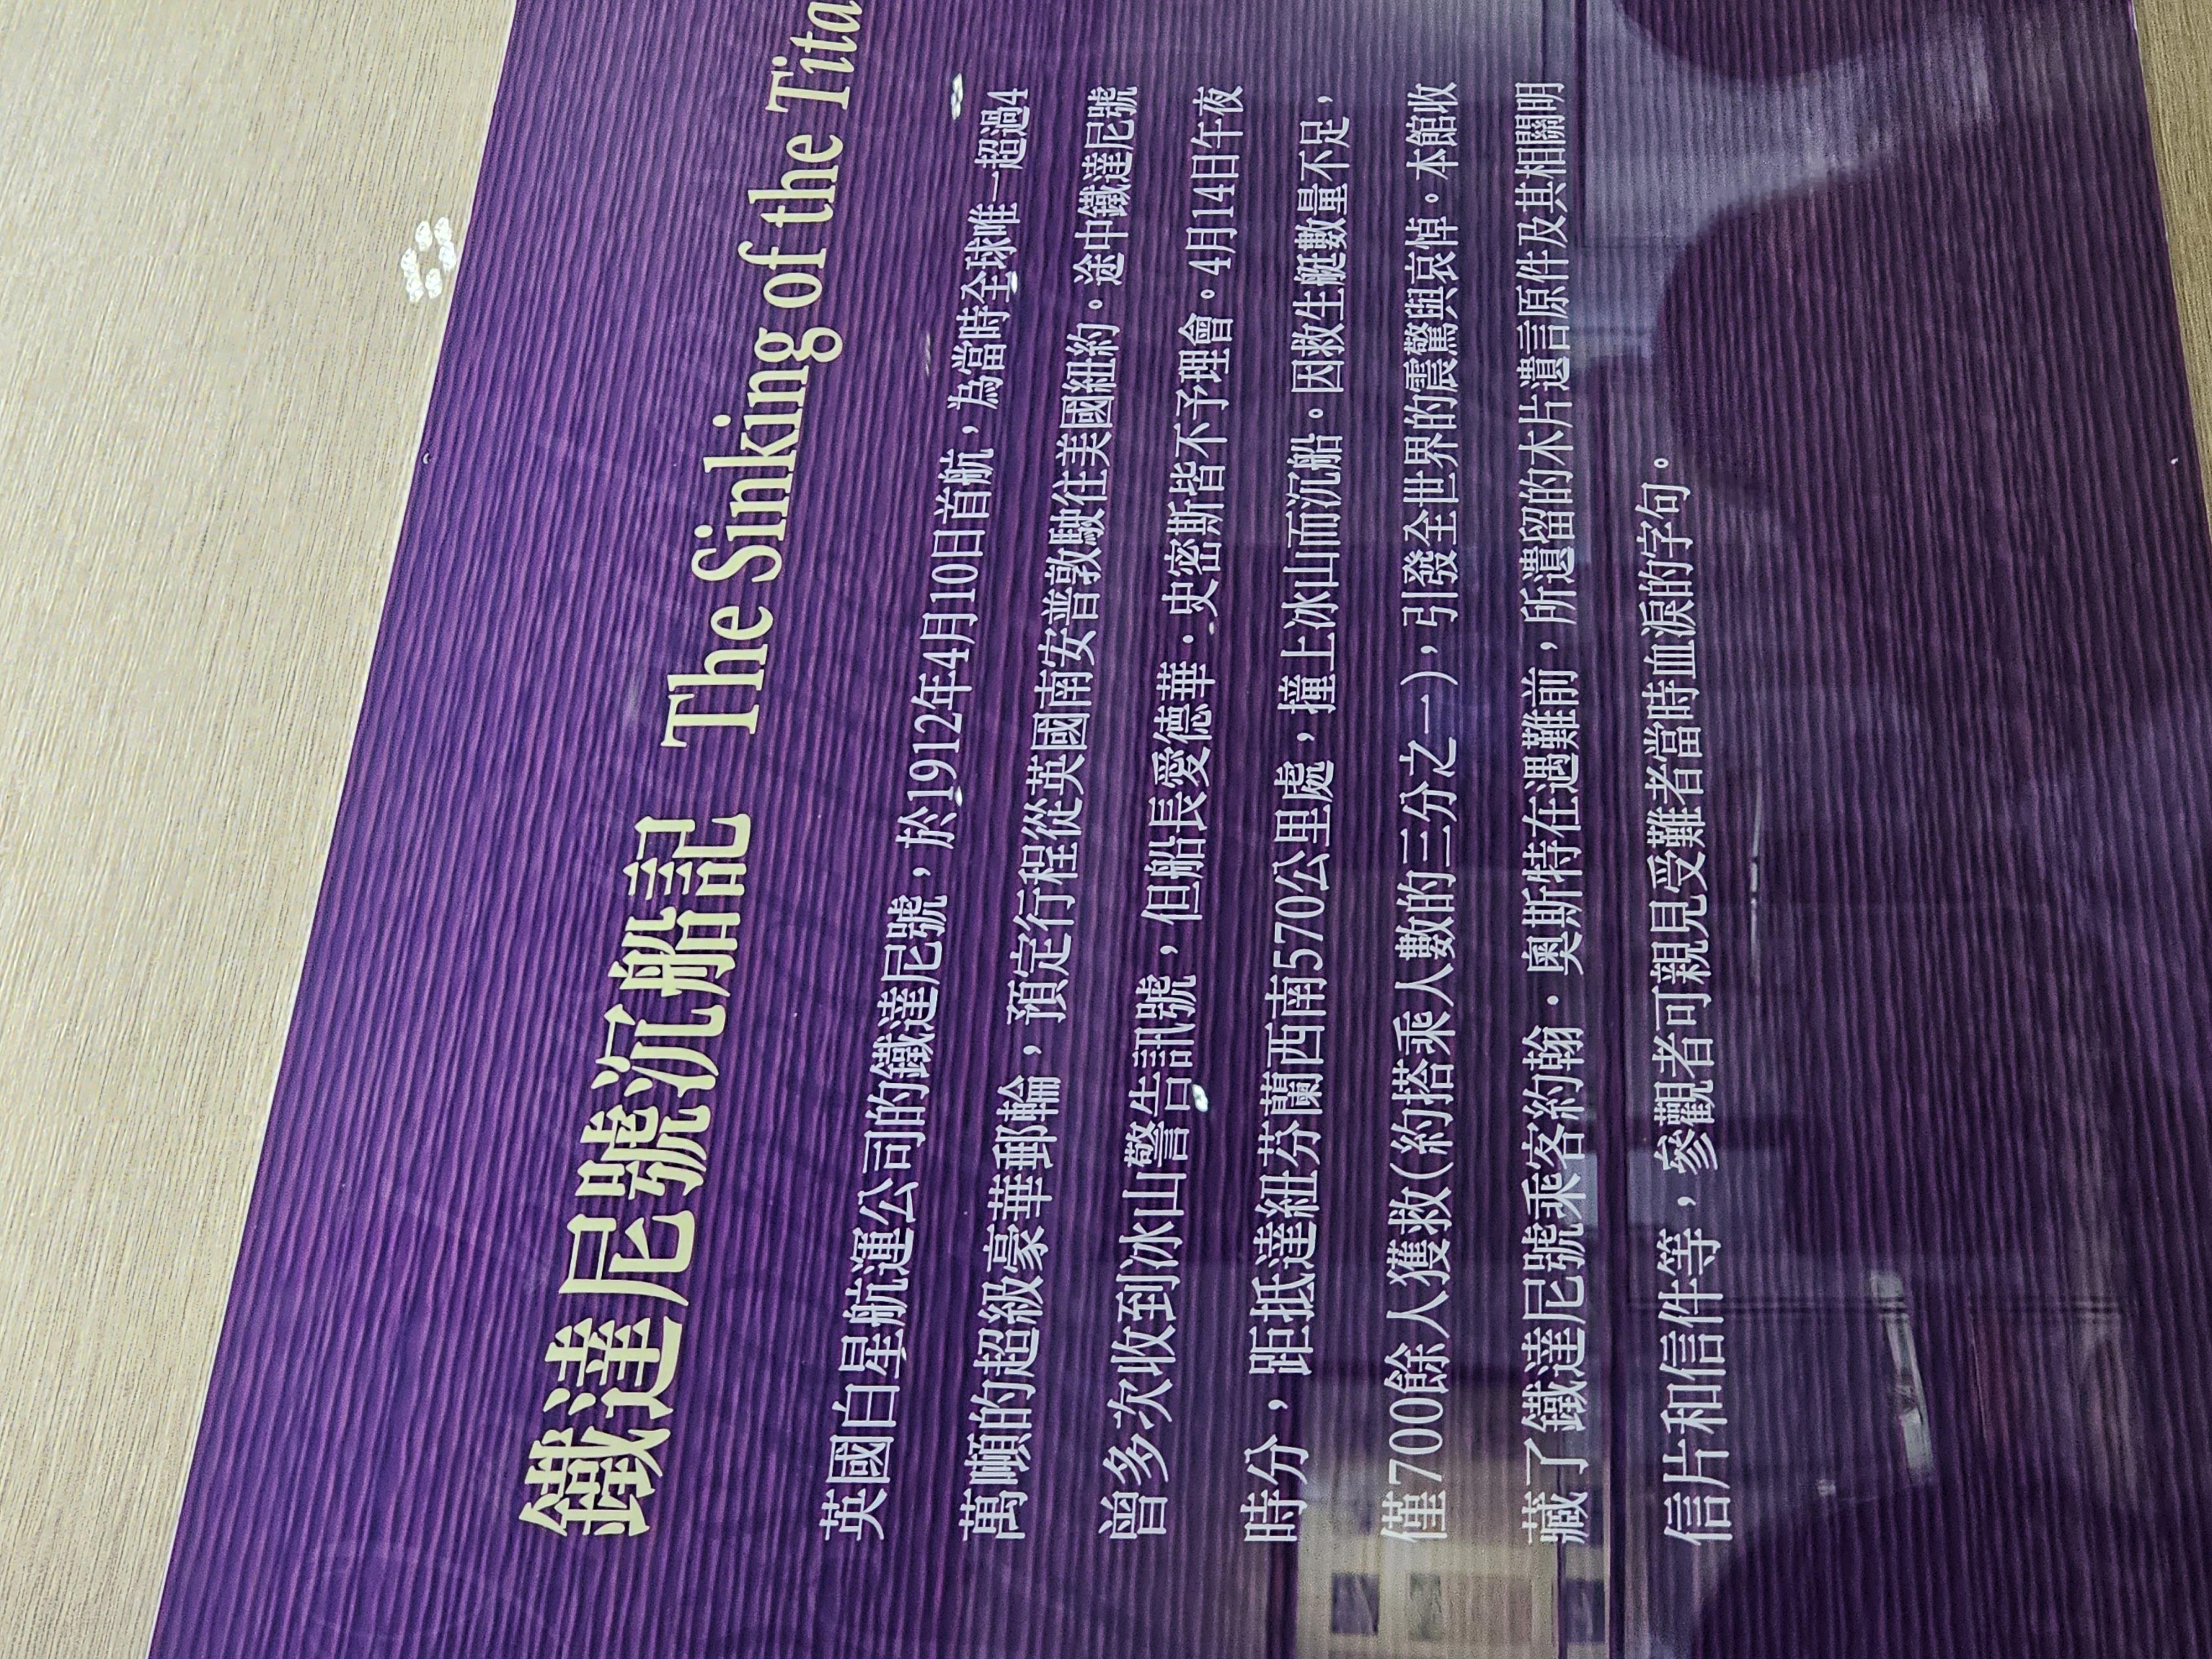 鐵達尼號沉船記 The Sinking of the Tita
英國白星航運公司的鐵達尼號，於1912年4月10日首航，為當時全球唯一超過4
萬噸的超級豪華郵輪，預定行程從英國南安普敦駛往美國紐約。途中鐵達尼號
曾多次收到冰山警告訊號，但船長愛德華．史密斯皆不予理會。4月14日午夜
時分，距抵達紐芬蘭西南570公里處，撞上冰山而沉船。因救生艇數量不足，
僅700餘人獲救(約搭乘人數的三分之一)，引發全世界的震驚與哀悼。本館收
藏了鐵達尼號乘客約翰．奧斯特在遇難前，所遺留的木片遺言原件及其相關明
信片和信件等，參觀者可親見受難者當時血淚的字句。